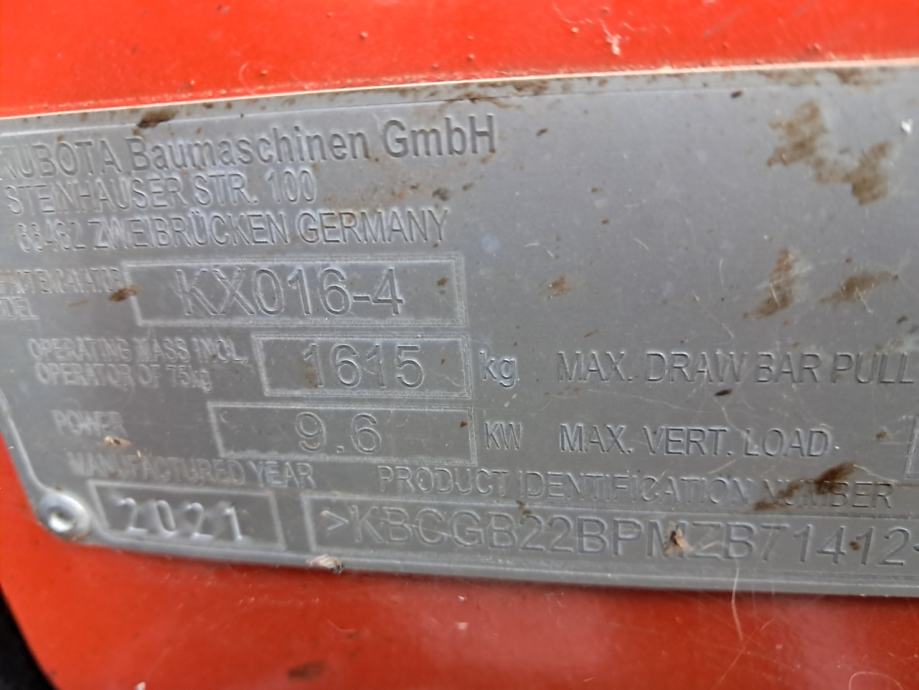 KUBOTA Baumaschinen GmbH
STEINHAUSER STR. 100
66482 ZWEIBRÜCKEN GERMANY
KX016-4
OPERATING MASS INCL. 1615 kg MAX. DRAW BAR PULL
OPERATOR OF 75kg
POWER 9.6 KW MAX. VERT. LOAD
MANUFACTURED YEAR PRODUCT IDENTIFICATION NUMBER
2021 >KBCGB22BPMZB71412<